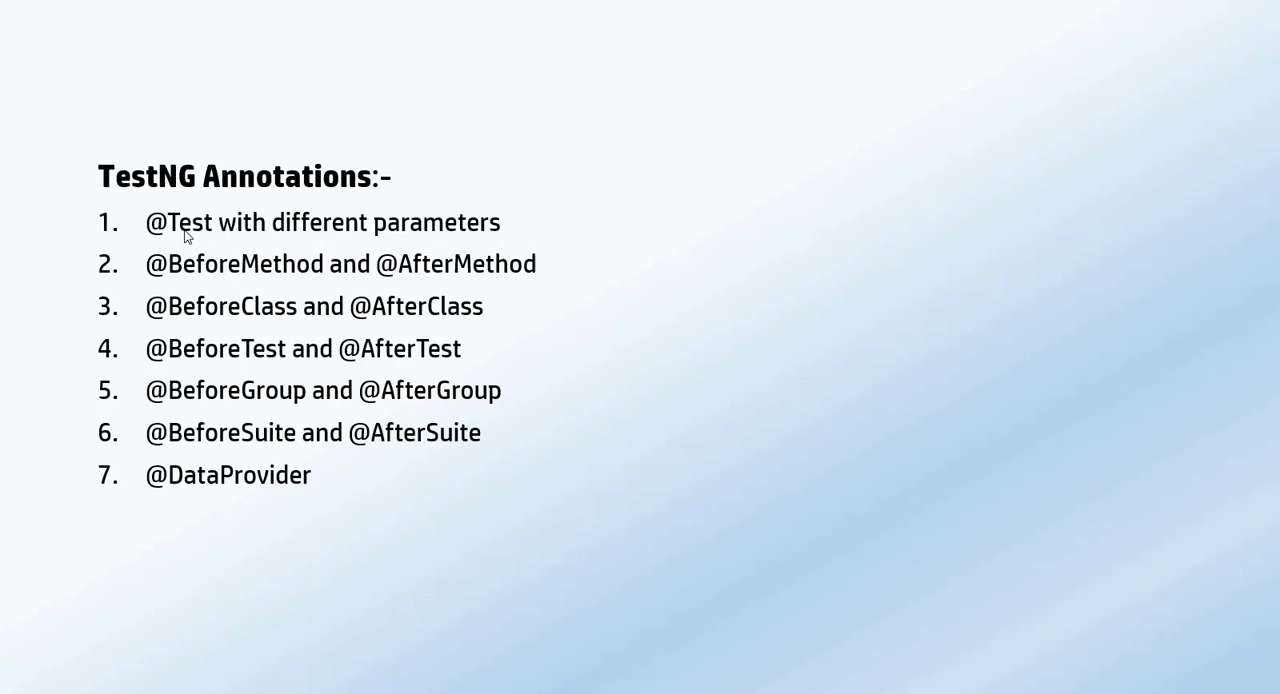 TestNG Annotations:-
1. @Test with different parameters
2. @BeforeMethod and @AfterMethod
3. @BeforeClass and @AfterClass
4. @BeforeTest and @AfterTest
5. @BeforeGroup and @AfterGroup
6. @BeforeSuite and @AfterSuite
7. @DataProvider